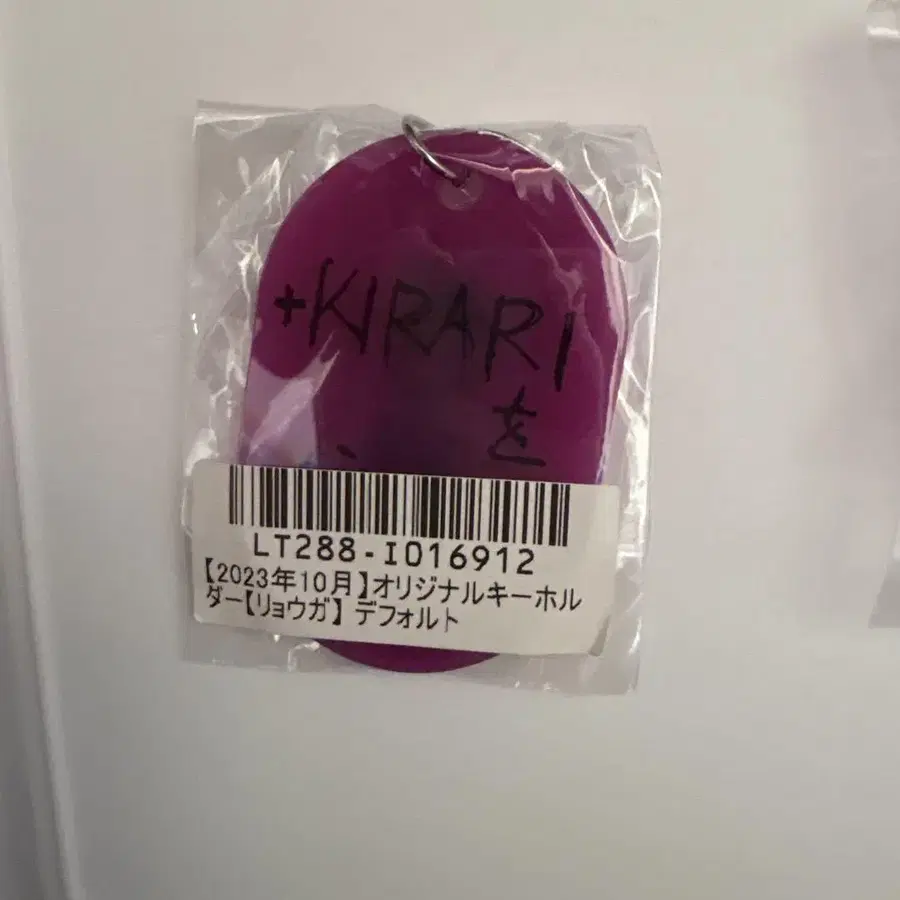 +KIRARI
を
LT288-I016912
【2023年10月】オリジナルキーホル
ダー【リョウガ】 デフォルト